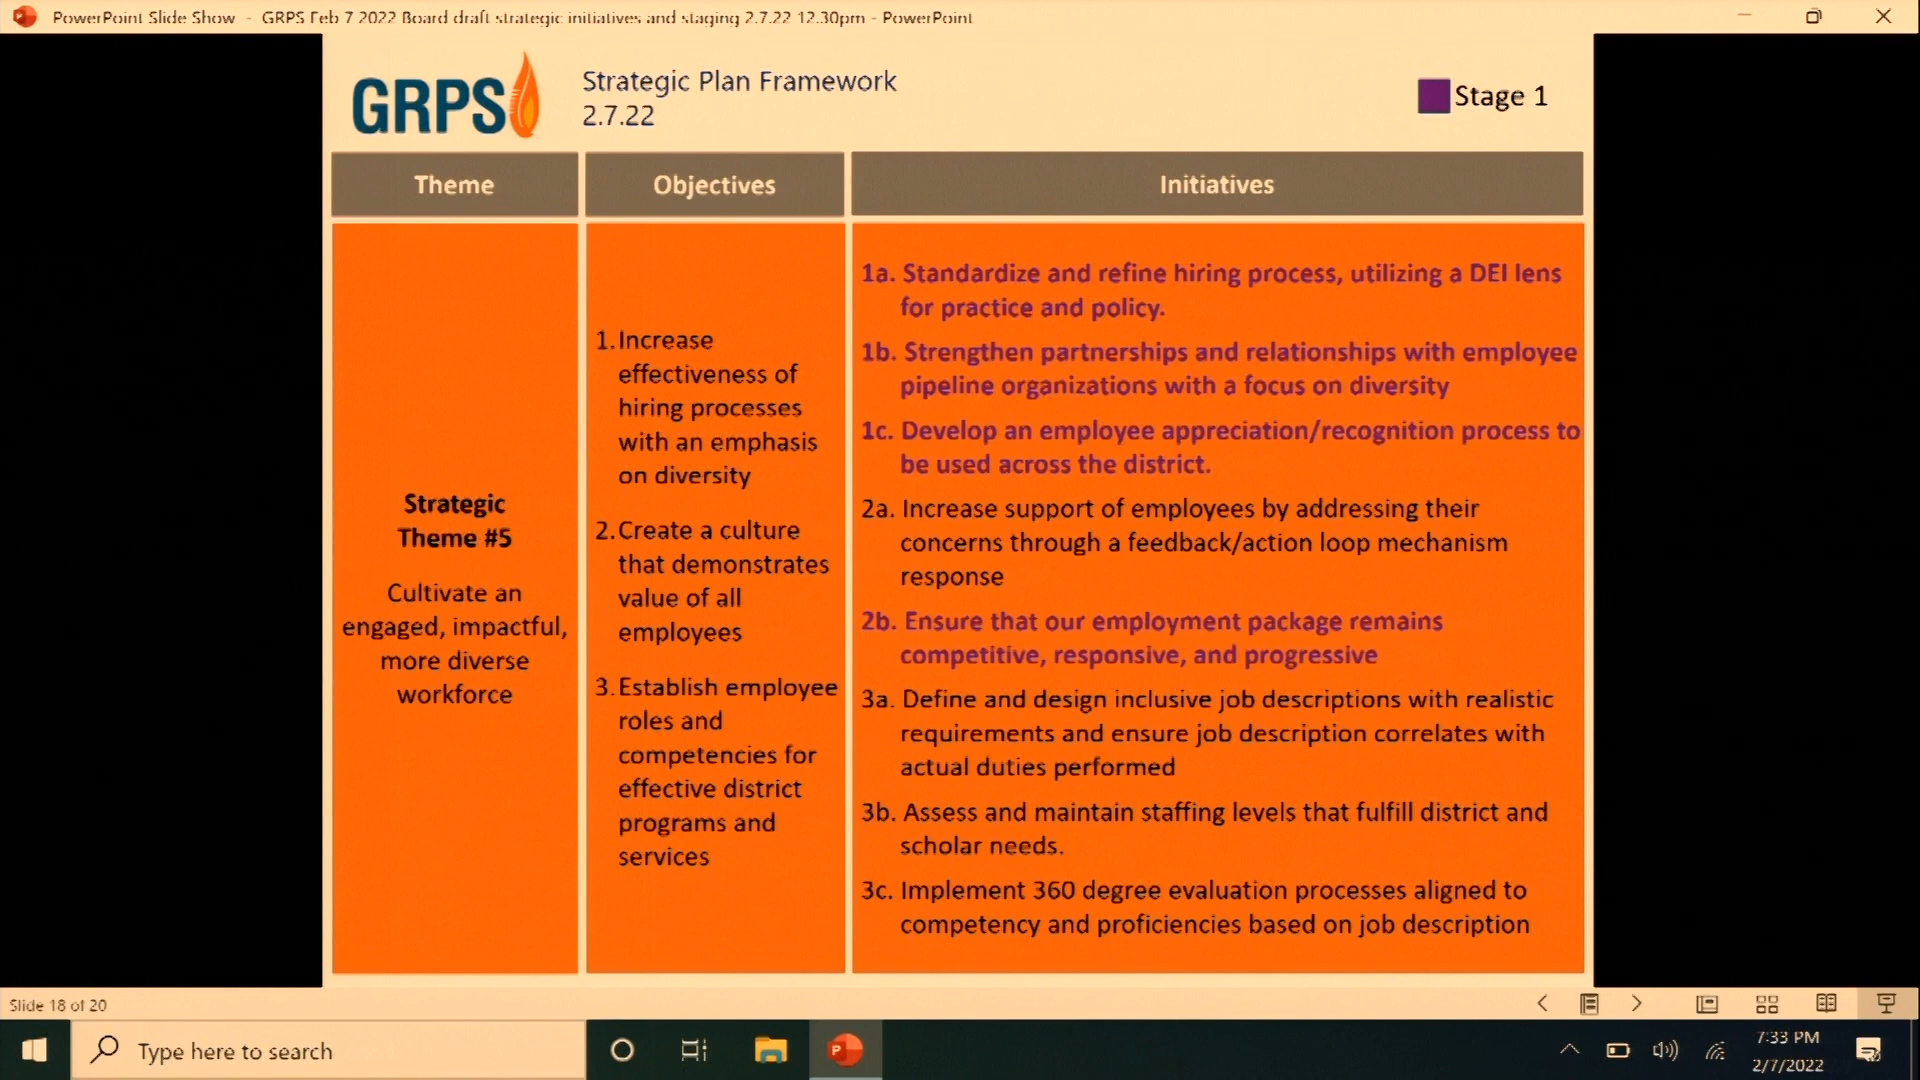 PowerPoint Slide Show - GRPS Feb 7 2022 Board draft strategic initiatives and staging 2.7.22 12.30pm - PowerPoint
GRPS
Strategic Plan Framework
2.7.22
Stage 1
Theme
Objectives
Initiatives
Strategic
Theme #5
Cultivate an
engaged, impactful,
more diverse
workforce
1. Increase
effectiveness of
hiring processes
with an emphasis
on diversity
2. Create a culture
that demonstrates
value of all
employees
3. Establish employee
roles and
competencies for
effective district
programs and
services
1a. Standardize and refine hiring process, utilizing a DEI lens
for practice and policy.
1b. Strengthen partnerships and relationships with employee
pipeline organizations with a focus on diversity
1c. Develop an employee appreciation/recognition process to
be used across the district.
2a. Increase support of employees by addressing their
concerns through a feedback/action loop mechanism
response
2b. Ensure that our employment package remains
competitive, responsive, and progressive
3a. Define and design inclusive job descriptions with realistic
requirements and ensure job description correlates with
actual duties performed
3b. Assess and maintain staffing levels that fulfill district and
scholar needs.
3c. Implement 360 degree evaluation processes aligned to
competency and proficiencies based on job description
Slide 18 of 20
Type here to search
7:33 PM
2/7/2022